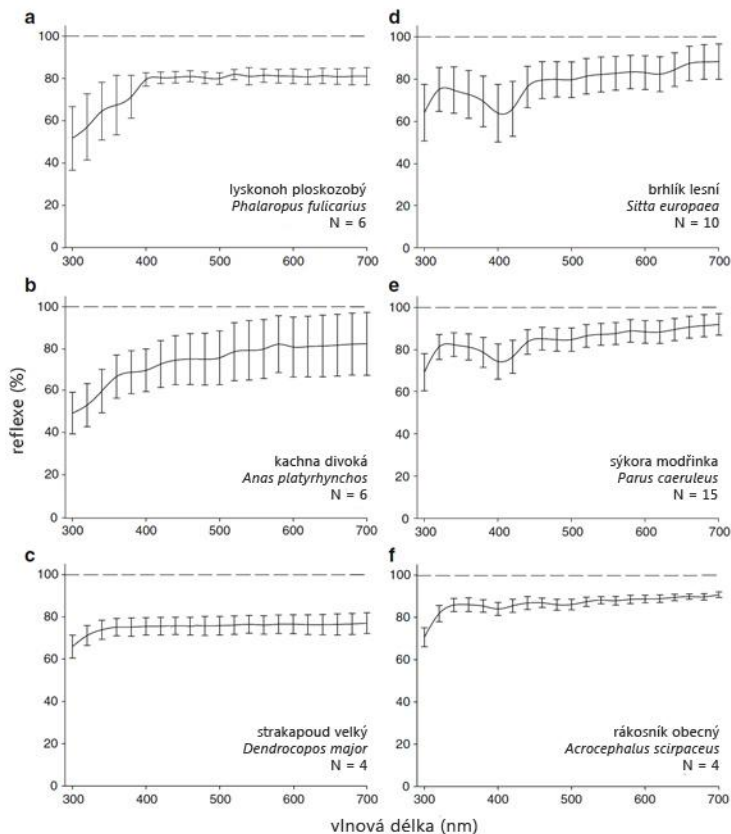 a
100
80
60
40
20
0
300 400 500 600 700
lyskonoh ploskozobý
Phalaropus fulicarius
N = 6
b
100
80
60
40
20
0
300 400 500 600 700
kachna divoká
Anas platyrhynchos
N = 6
c
100
80
60
40
20
0
300 400 500 600 700
strakapoud velký
Dendrocopos major
N = 4
d
100
80
60
40
20
0
300 400 500 600 700
brhlík lesní
Sitta europaea
N = 10
e
100
80
60
40
20
0
300 400 500 600 700
sýkora modřinka
Parus caeruleus
N = 15
f
100
80
60
40
20
0
300 400 500 600 700
rákosník obecný
Acrocephalus scirpaceus
N = 4
reflexe (%)
vlnová délka (nm)